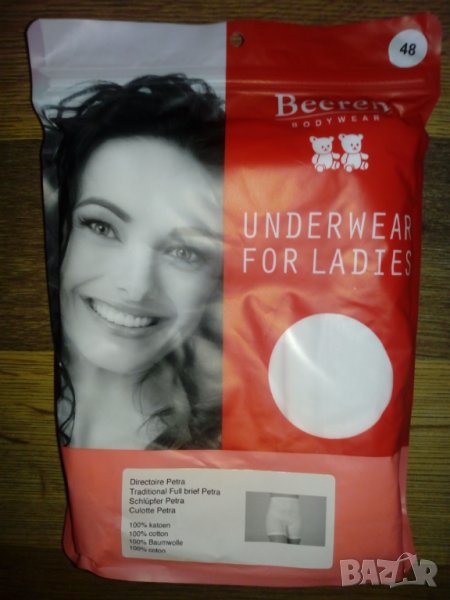 48
Beeren
BODYWEAR
UNDERWEAR
FOR LADIES
Directoire Petra
Traditional Full brief Petra
Schlüpfer Petra
Culotte Petra
100% katoen
100% cotton
100% Baumwolle
100% coton
BAZAR